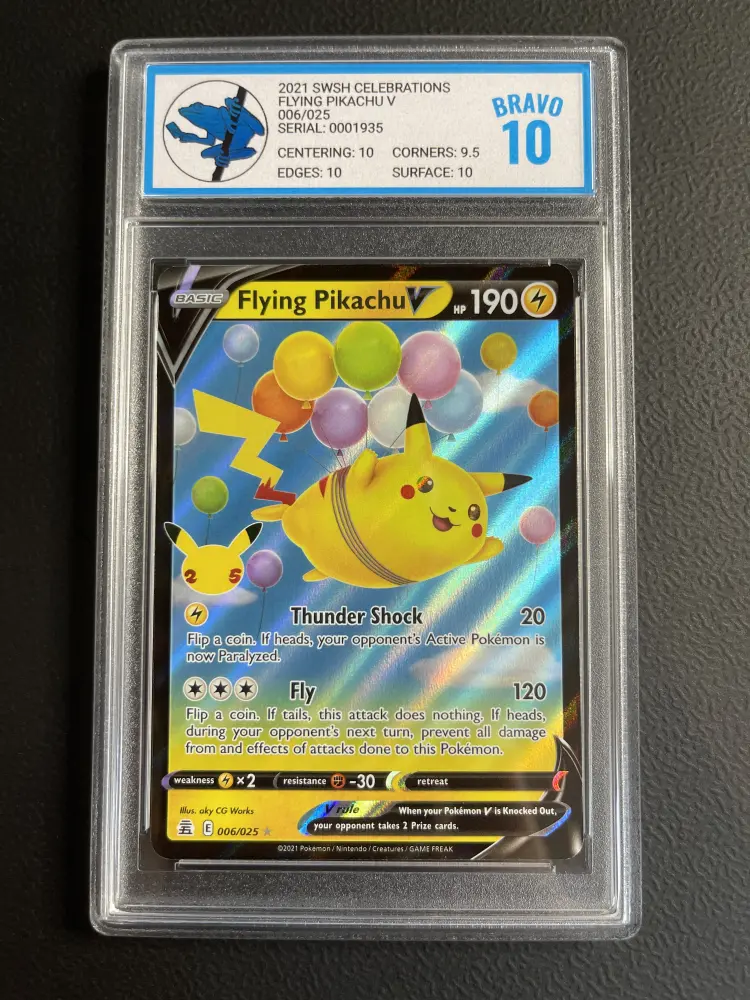 2021 SWSH CELEBRATIONS
FLYING PIKACHU V
006/025
SERIAL: 0001935
CENTERING: 10 CORNERS: 9.5
EDGES: 10 SURFACE: 10
BRAVO
10
BASIC Flying Pikachu V HP 190
25
Thunder Shock 20
Flip a coin. If heads, your opponent's Active Pokémon is
now Paralyzed.
Fly 120
Flip a coin. If tails, this attack does nothing. If heads,
during your opponent's next turn, prevent all damage
from and effects of attacks done to this Pokémon.
weakness ×2 resistance -30 retreat
Illus. aky CG Works
V rule When your Pokémon V is Knocked Out,
your opponent takes 2 Prize cards.
E 006/025
©2021 Pokémon / Nintendo / Creatures / GAME FREAK